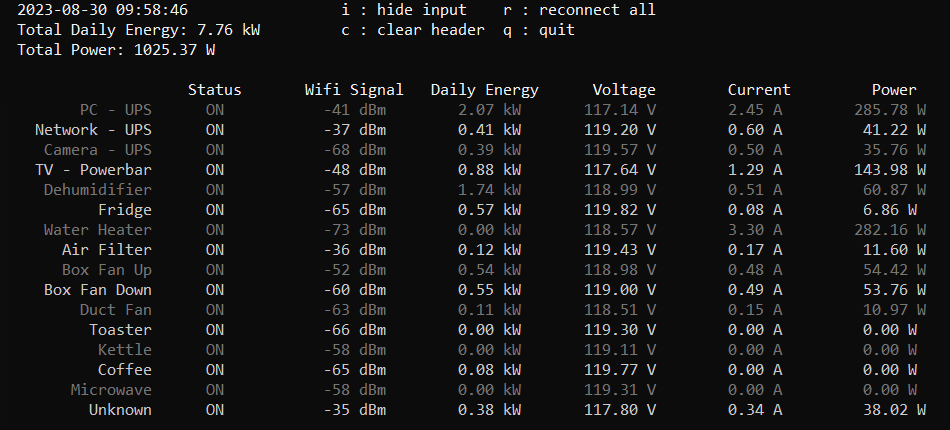 2023-08-30 09:58:46 i : hide input r : reconnect all
Total Daily Energy: 7.76 kW c : clear header q : quit
Total Power: 1025.37 W
Status Wifi Signal Daily Energy Voltage Current Power
PC - UPS ON -41 dBm 2.07 kW 117.14 V 2.45 A 285.78 W
Network - UPS ON -37 dBm 0.41 kW 119.20 V 0.60 A 41.22 W
Camera - UPS ON -68 dBm 0.39 kW 119.57 V 0.50 A 35.76 W
TV - Powerbar ON -48 dBm 0.88 kW 117.64 V 1.29 A 143.98 W
Dehumidifier ON -57 dBm 1.74 kW 118.99 V 0.51 A 60.87 W
Fridge ON -65 dBm 0.57 kW 119.82 V 0.08 A 6.86 W
Water Heater ON -73 dBm 0.00 kW 118.57 V 3.30 A 282.16 W
Air Filter ON -36 dBm 0.12 kW 119.43 V 0.17 A 11.60 W
Box Fan Up ON -52 dBm 0.54 kW 118.98 V 0.48 A 54.42 W
Box Fan Down ON -60 dBm 0.55 kW 119.00 V 0.49 A 53.76 W
Duct Fan ON -63 dBm 0.11 kW 118.51 V 0.15 A 10.97 W
Toaster ON -66 dBm 0.00 kW 119.30 V 0.00 A 0.00 W
Kettle ON -58 dBm 0.00 kW 119.11 V 0.00 A 0.00 W
Coffee ON -65 dBm 0.08 kW 119.77 V 0.00 A 0.00 W
Microwave ON -58 dBm 0.00 kW 119.31 V 0.00 A 0.00 W
Unknown ON -35 dBm 0.38 kW 117.80 V 0.34 A 38.02 W